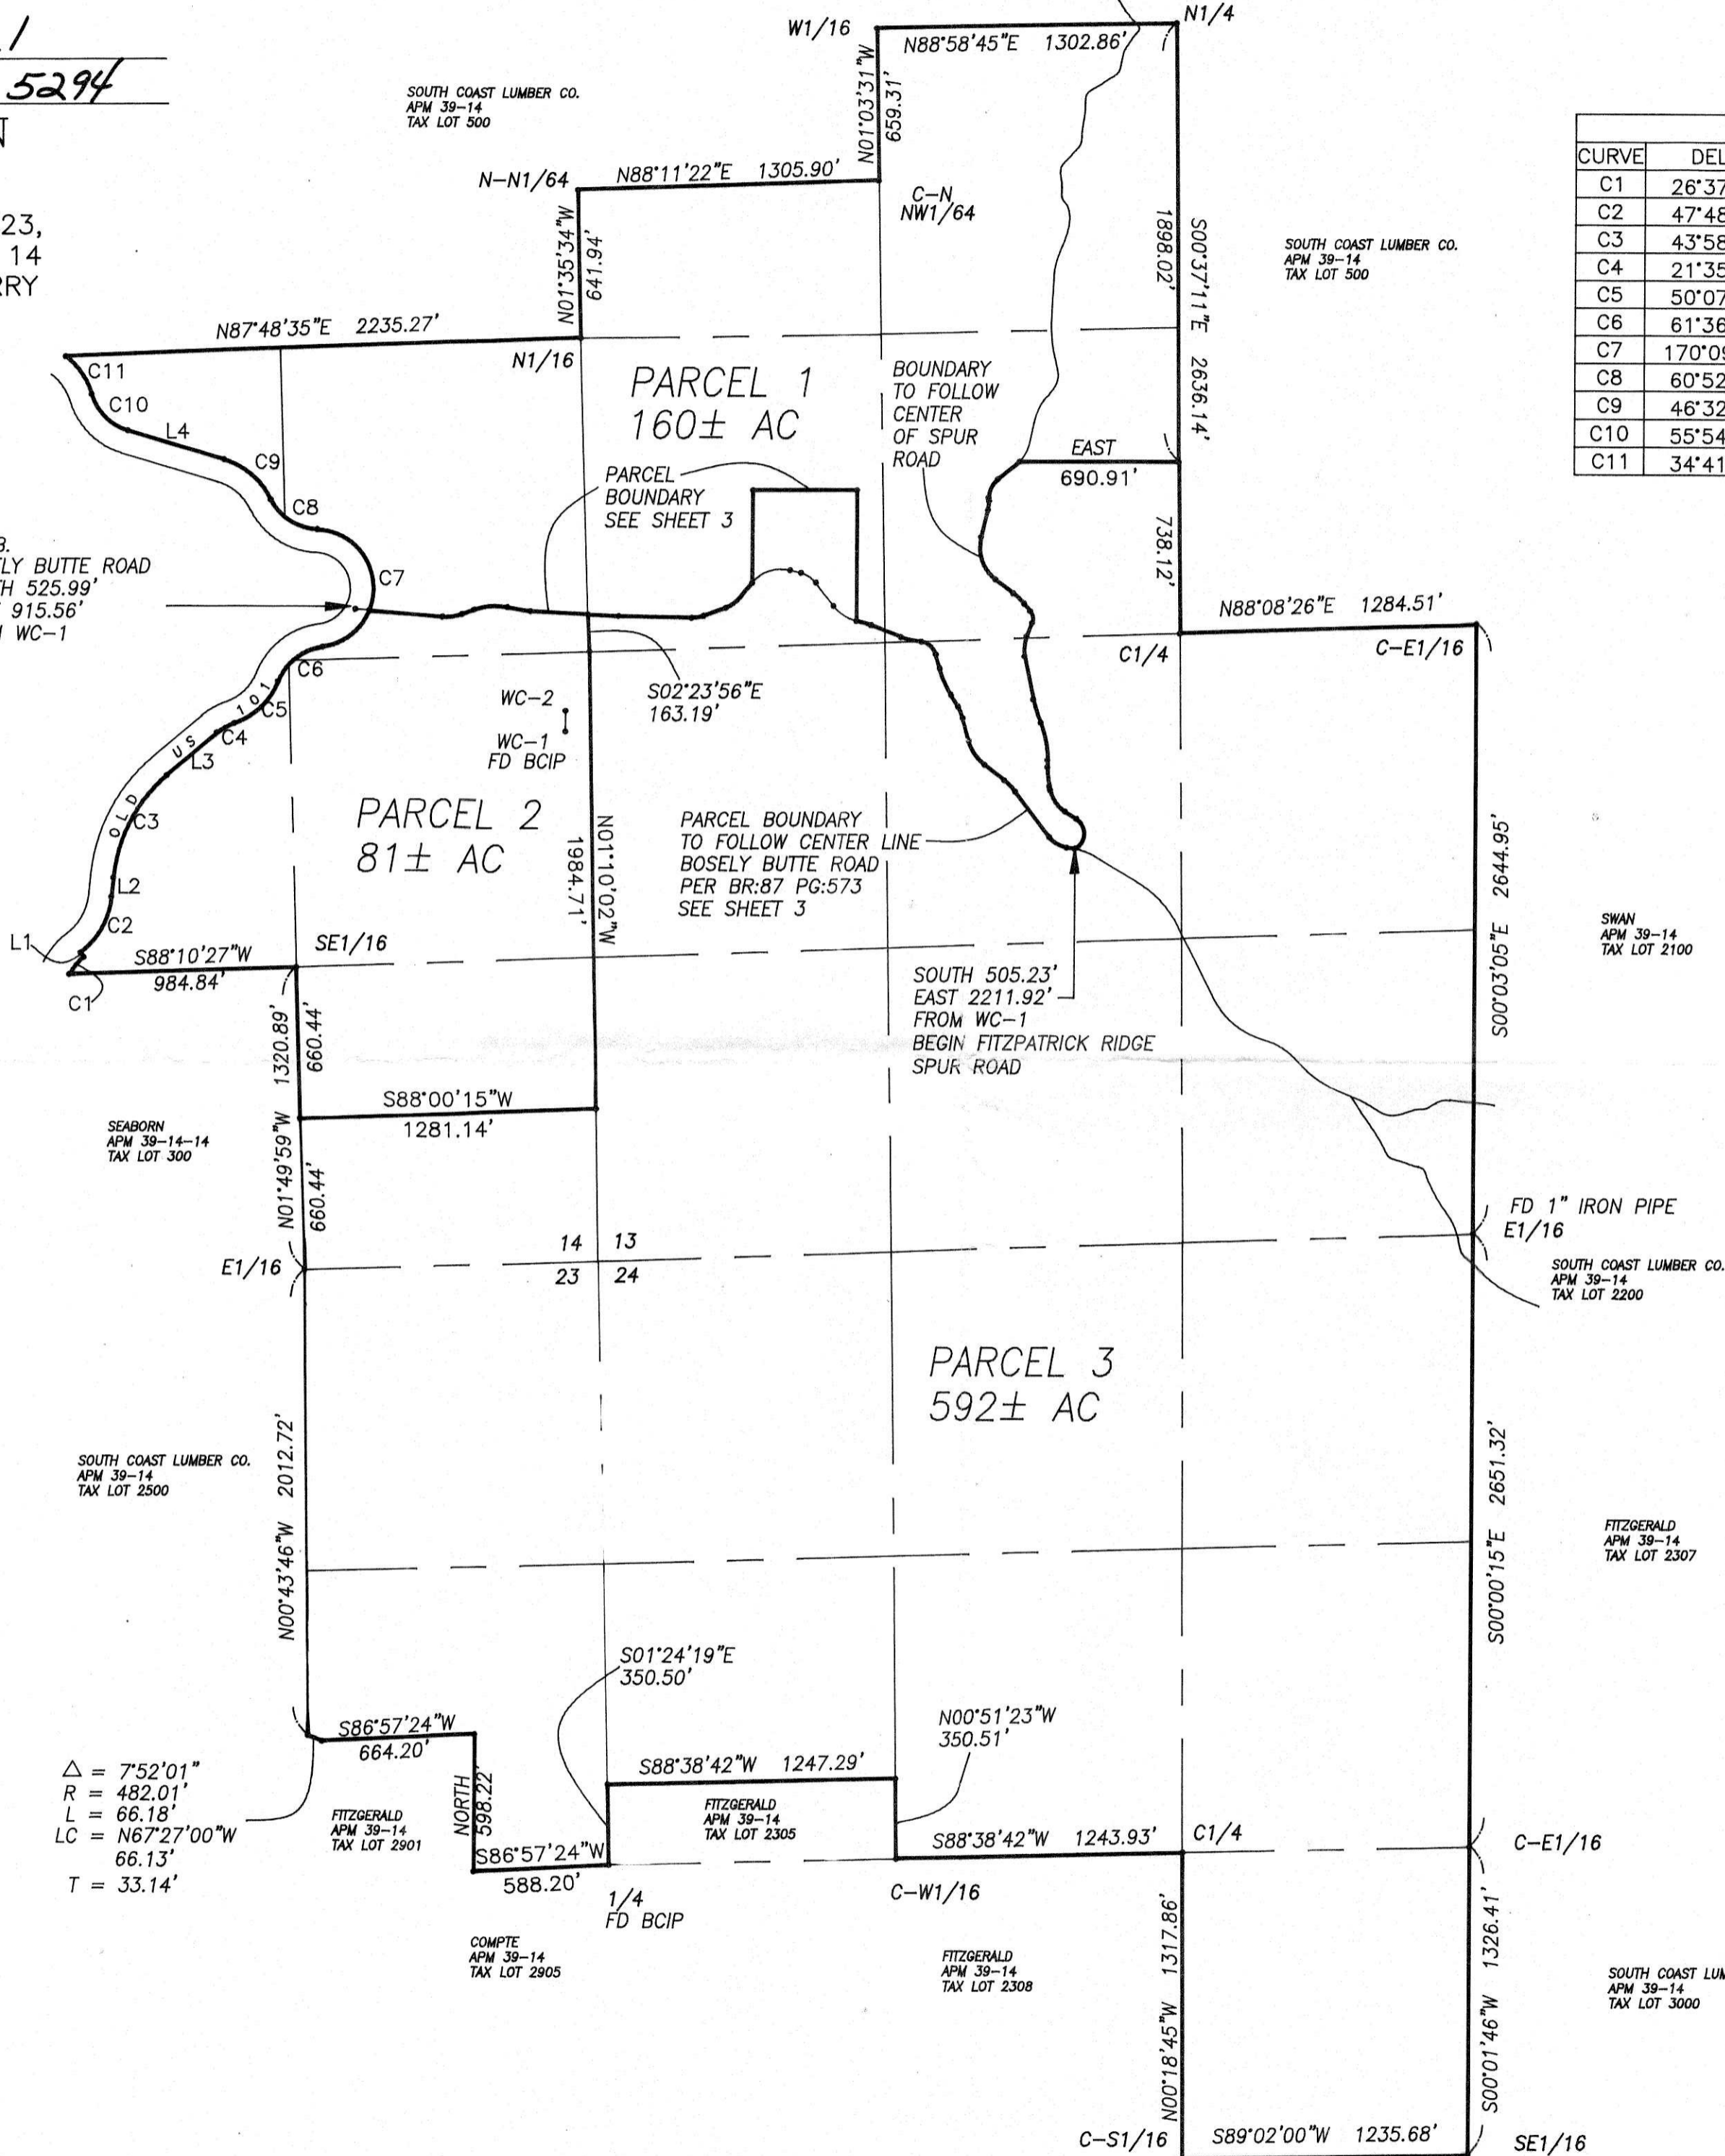 5294
23,
14
SOUTH COAST LUMBER CO.
APM 39-14
TAX LOT 500
W1/16
N88°58'45"E 1302.86'
N1/4
N01°03'31"W
659.31'
N-N1/64
N88°11'22"E 1305.90'
C-N
NW1/64
N01°35'34"W
641.94'
1898.02'
S00°37'11"E 2636.14'
SOUTH COAST LUMBER CO.
APM 39-14
TAX LOT 500
CURVE
C1
C2
C3
C4
C5
C6
C7
C8
C9
C10
C11
N87°48'35"E 2235.27'
N1/16
C11
C10
L4
C9
C8
C7
PARCEL 1
160± AC
BOUNDARY
TO FOLLOW
CENTER
OF SPUR
ROAD
EAST
690.91'
PARCEL
BOUNDARY
SEE SHEET 3
738.12'
BUTTE ROAD
525.99'
915.56'
WC-1
N88°08'26"E 1284.51'
C1/4
C-E1/16
S02°23'56"E
163.19'
C6
C5
C4
L3
OLD US 101
C3
L2
C2
L1
C1
WC-2
WC-1
FD BCIP
PARCEL 2
81± AC
1984.71'
N01°10'02"W
PARCEL BOUNDARY
TO FOLLOW CENTER LINE
BOSELY BUTTE ROAD
PER BR:87 PG:573
SEE SHEET 3
S00°03'05"E 2644.95'
SWAN
APM 39-14
TAX LOT 2100
S88°10'27"W
984.84'
SE1/16
SOUTH 505.23'
EAST 2211.92'
FROM WC-1
BEGIN FITZPATRICK RIDGE
SPUR ROAD
N01°49'59"W 1320.89'
660.44'
660.44'
S88°00'15"W
1281.14'
SEABORN
APM 39-14-14
TAX LOT 300
FD 1" IRON PIPE
E1/16
E1/16
14 13
23 24
SOUTH COAST LUMBER CO.
APM 39-14
TAX LOT 2200
PARCEL 3
592± AC
SOUTH COAST LUMBER CO.
APM 39-14
TAX LOT 2500
N00°43'46"W 2012.72'
S00°00'15"E 2651.32'
FITZGERALD
APM 39-14
TAX LOT 2307
S01°24'19"E
350.50'
N00°51'23"W
350.51'
S86°57'24"W
664.20'
△ = 7°52'01"
R = 482.01'
L = 66.18'
LC = N67°27'00"W
66.13'
T = 33.14'
FITZGERALD
APM 39-14
TAX LOT 2901
NORTH
598.22'
S88°38'42"W 1247.29'
FITZGERALD
APM 39-14
TAX LOT 2305
S88°38'42"W 1243.93'
C1/4
C-E1/16
S86°57'24"W
588.20'
1/4
FD BCIP
C-W1/16
COMPTE
APM 39-14
TAX LOT 2905
FITZGERALD
APM 39-14
TAX LOT 2308
N00°18'45"W 1317.86'
S00°01'46"W 1326.41'
SOUTH COAST
APM 39-14
TAX LOT 3000
C-S1/16
S89°02'00"W 1235.68'
SE1/16